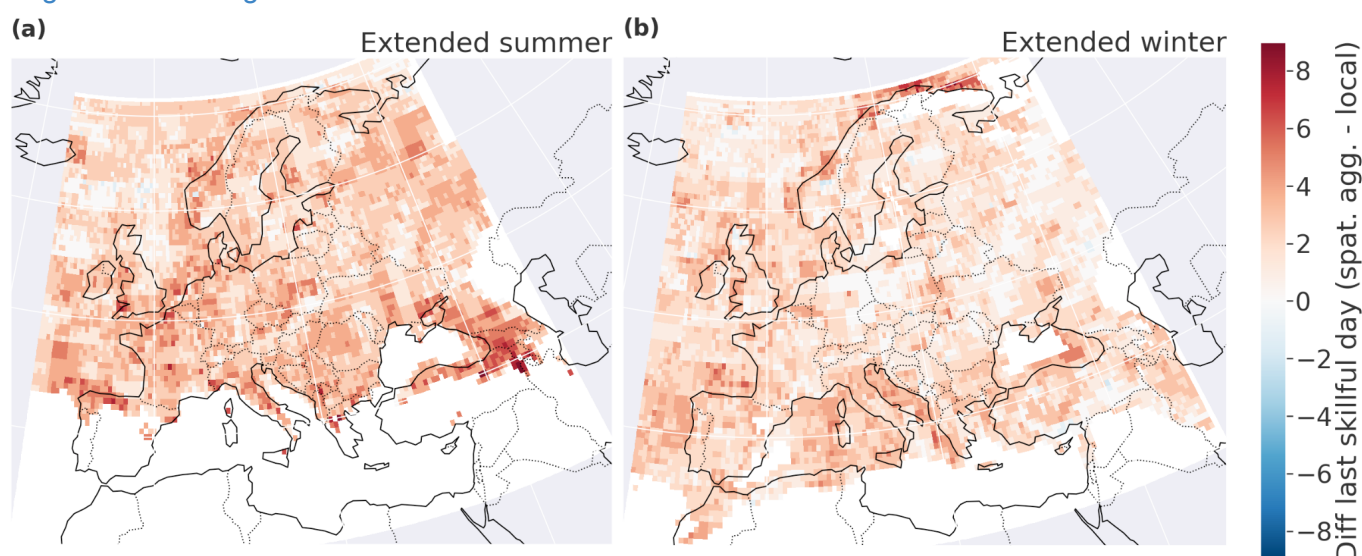 (a)
Extended summer
(b)
Extended winter
8
6
4
2
0
−2
−4
−6
−8
Diff last skillful day (spat. agg. - local)